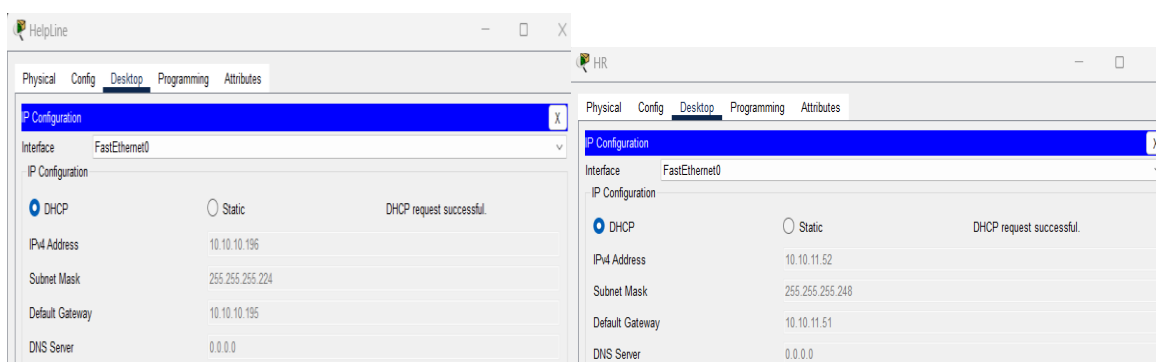 HelpLine
Physical Config Desktop Programming Attributes
IP Configuration X
Interface FastEthernet0
IP Configuration
DHCP Static DHCP request successful.
IPv4 Address 10.10.10.196
Subnet Mask 255.255.255.224
Default Gateway 10.10.10.195
DNS Server 0.0.0.0
HR
Physical Config Desktop Programming Attributes
IP Configuration X
Interface FastEthernet0
IP Configuration
DHCP Static DHCP request successful.
IPv4 Address 10.10.11.52
Subnet Mask 255.255.255.248
Default Gateway 10.10.11.51
DNS Server 0.0.0.0